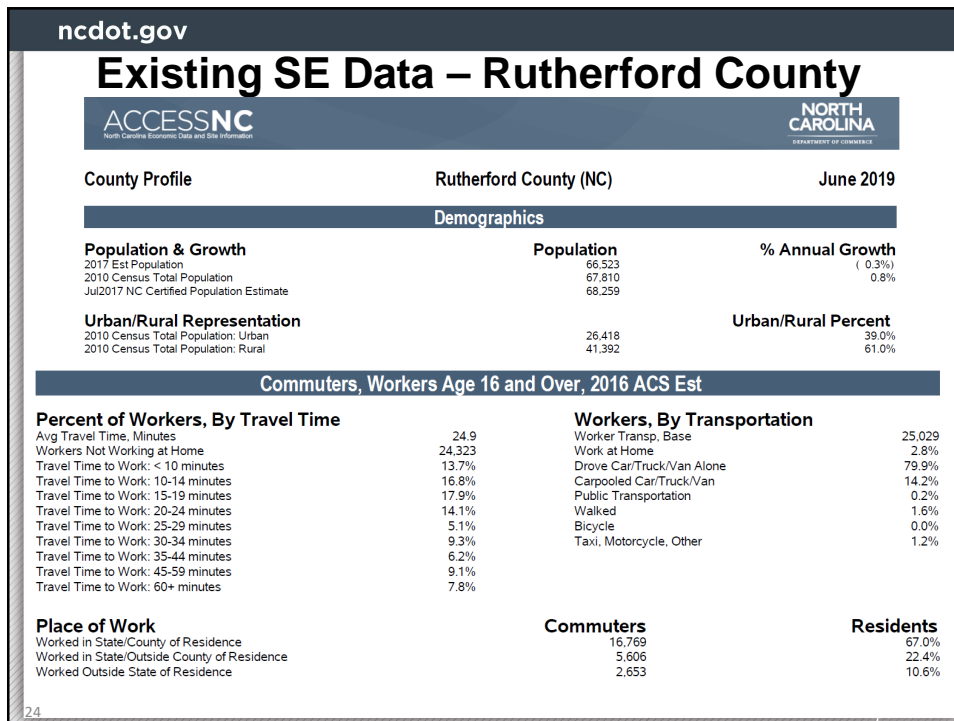 ncdot.gov
Existing SE Data – Rutherford County
ACCESSNC
North Carolina Economic Data and Site Information
NORTH
CAROLINA
DEPARTMENT OF COMMERCE
County Profile Rutherford County (NC) June 2019
Demographics
Population & Growth Population % Annual Growth
2017 Est Population 66,523 ( 0.3%)
2010 Census Total Population 67,810 0.8%
Jul2017 NC Certified Population Estimate 68,259
Urban/Rural Representation Urban/Rural Percent
2010 Census Total Population: Urban 26,418 39.0%
2010 Census Total Population: Rural 41,392 61.0%
Commuters, Workers Age 16 and Over, 2016 ACS Est
Percent of Workers, By Travel Time
Avg Travel Time, Minutes 24.9
Workers Not Working at Home 24,323
Travel Time to Work: < 10 minutes 13.7%
Travel Time to Work: 10-14 minutes 16.8%
Travel Time to Work: 15-19 minutes 17.9%
Travel Time to Work: 20-24 minutes 14.1%
Travel Time to Work: 25-29 minutes 5.1%
Travel Time to Work: 30-34 minutes 9.3%
Travel Time to Work: 35-44 minutes 6.2%
Travel Time to Work: 45-59 minutes 9.1%
Travel Time to Work: 60+ minutes 7.8%
Workers, By Transportation
Worker Transp, Base 25,029
Work at Home 2.8%
Drove Car/Truck/Van Alone 79.9%
Carpooled Car/Truck/Van 14.2%
Public Transportation 0.2%
Walked 1.6%
Bicycle 0.0%
Taxi, Motorcycle, Other 1.2%
Place of Work Commuters Residents
Worked in State/County of Residence 16,769 67.0%
Worked in State/Outside County of Residence 5,606 22.4%
Worked Outside State of Residence 2,653 10.6%
24